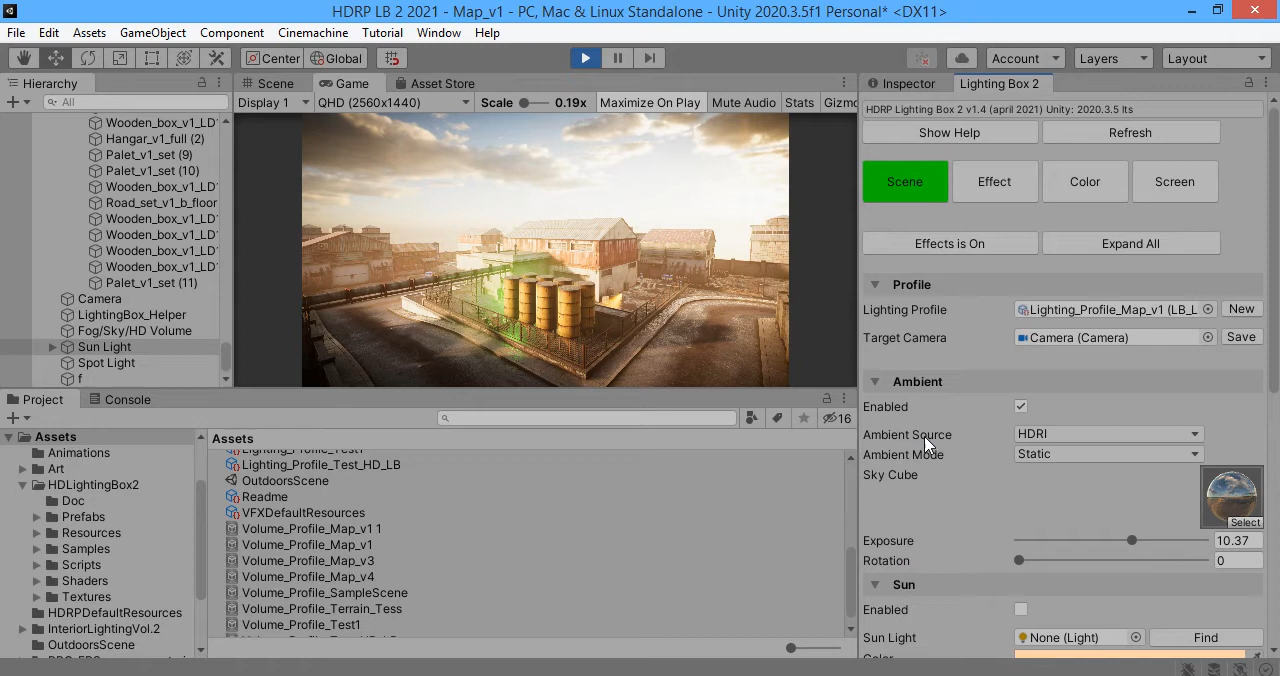 HDRP LB 2 2021 - Map_v1 - PC, Mac & Linux Standalone - Unity 2020.3.5f1 Personal* <DX11>
File Edit Assets GameObject Component Cinemachine Tutorial Window Help
Center Global Account Layers Layout
Hierarchy
All
Wooden_box_v1_LD
Hangar_v1_full (2)
Palet_v1_set (9)
Palet_v1_set (10)
Wooden_box_v1_LD
Road_set_v1_b_floor
Wooden_box_v1_LD
Wooden_box_v1_LD
Wooden_box_v1_LD
Wooden_box_v1_LD
Palet_v1_set (11)
Camera
LightingBox_Helper
Fog/Sky/HD Volume
Sun Light
Spot Light
f
Scene Game Asset Store
Display 1 QHD (2560x1440) Scale 0.19x Maximize On Play Mute Audio Stats Gizmo
Inspector Lighting Box 2
HDRP Lighting Box 2 v1.4 (april 2021) Unity: 2020.3.5 lts
Show Help Refresh
Scene Effect Color Screen
Effects is On Expand All
Profile
Lighting Profile Lighting_Profile_Map_v1 (LB_L New
Target Camera Camera (Camera) Save
Ambient
Enabled
Ambient Source HDRI
Ambient Mode Static
Sky Cube
Select
Exposure 10.37
Rotation 0
Sun
Enabled
Sun Light None (Light) Find
Color
Project Console
16
Assets
Animations
Art
HDLightingBox2
Doc
Prefabs
Resources
Samples
Scripts
Shaders
Textures
HDRPDefaultResources
InteriorLightingVol.2
OutdoorsScene
Assets
Lighting_Profile_Test1
Lighting_Profile_Test_HD_LB
OutdoorsScene
Readme
VFXDefaultResources
Volume_Profile_Map_v1 1
Volume_Profile_Map_v1
Volume_Profile_Map_v3
Volume_Profile_Map_v4
Volume_Profile_SampleScene
Volume_Profile_Terrain_Tess
Volume_Profile_Test1